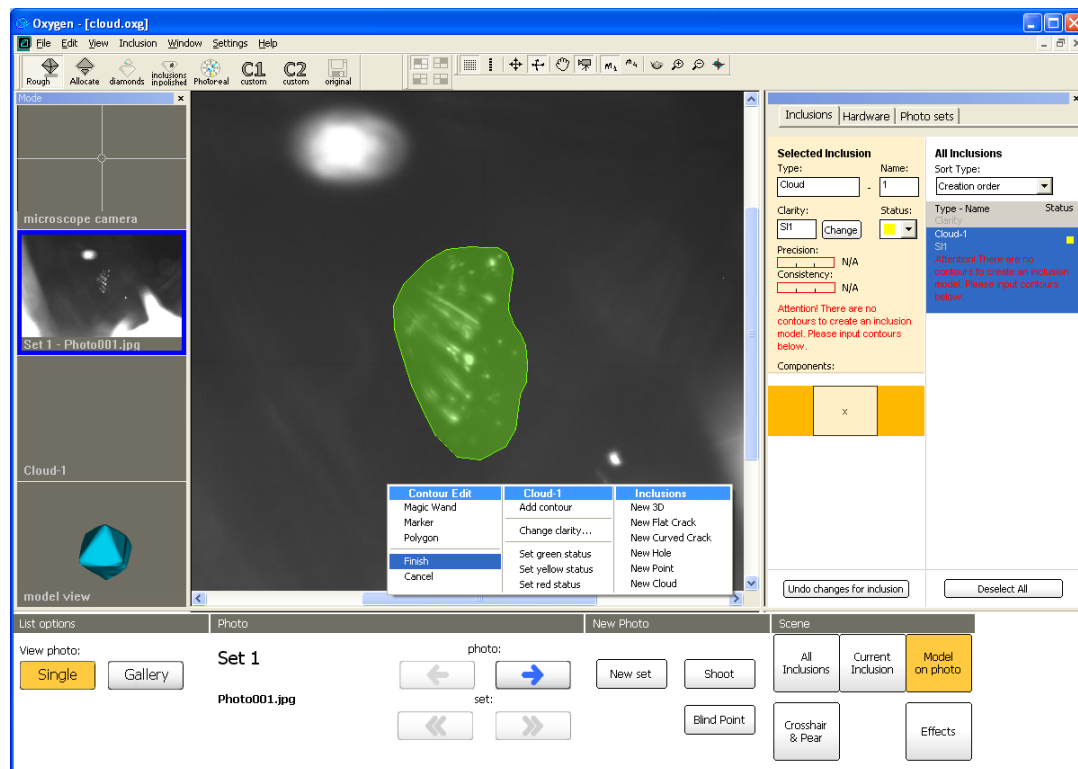 Oxygen - [cloud.oxg]
File Edit View Inclusion Window Settings Help
Rough
Allocate
diamonds
inclusions
inpolished
Photoreal
C1
custom
C2
custom
original
Mode
microscope camera
Set 1 - Photo001.jpg
Cloud-1
model view
Contour Edit
Magic Wand
Marker
Polygon
Finish
Cancel
Cloud-1
Add contour
Change clarity...
Set green status
Set yellow status
Set red status
Inclusions
New 3D
New Flat Crack
New Curved Crack
New Hole
New Point
New Cloud
Inclusions Hardware Photo sets
Selected Inclusion
Type: Name:
Cloud - 1
Clarity: Status:
SI1 Change
Precision:
N/A
Consistency:
N/A
Attention! There are no
contours to create an inclusion
model. Please input contours
below.
Components:
x
Undo changes for inclusion
All Inclusions
Sort Type:
Creation order
Type - Name Status
Clarity
Cloud-1
SI1
Attention! There are no
contours to create an inclusion
model. Please input contours
below.
Deselect All
List options
View photo:
Single Gallery
Photo
Set 1
Photo001.jpg
photo:
set:
New Photo
New set Shoot
Blind Point
Scene
All
Inclusions
Current
Inclusion
Model
on photo
Crosshair
& Pear
Effects